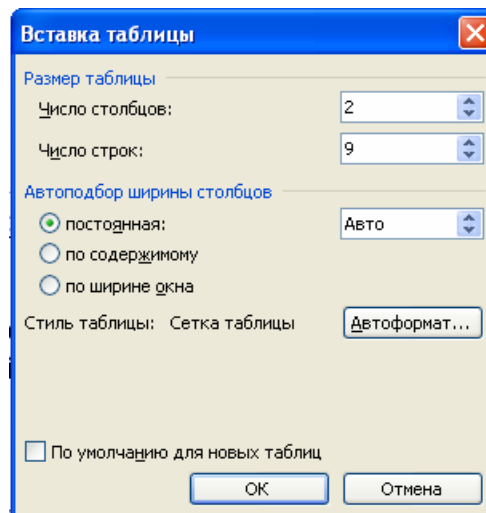 Вставка таблицы
Размер таблицы
Число столбцов: 2
Число строк: 9
Автоподбор ширины столбцов
постоянная: Авто
по содержимому
по ширине окна
Стиль таблицы: Сетка таблицы Автоформат...
По умолчанию для новых таблиц
ОК Отмена